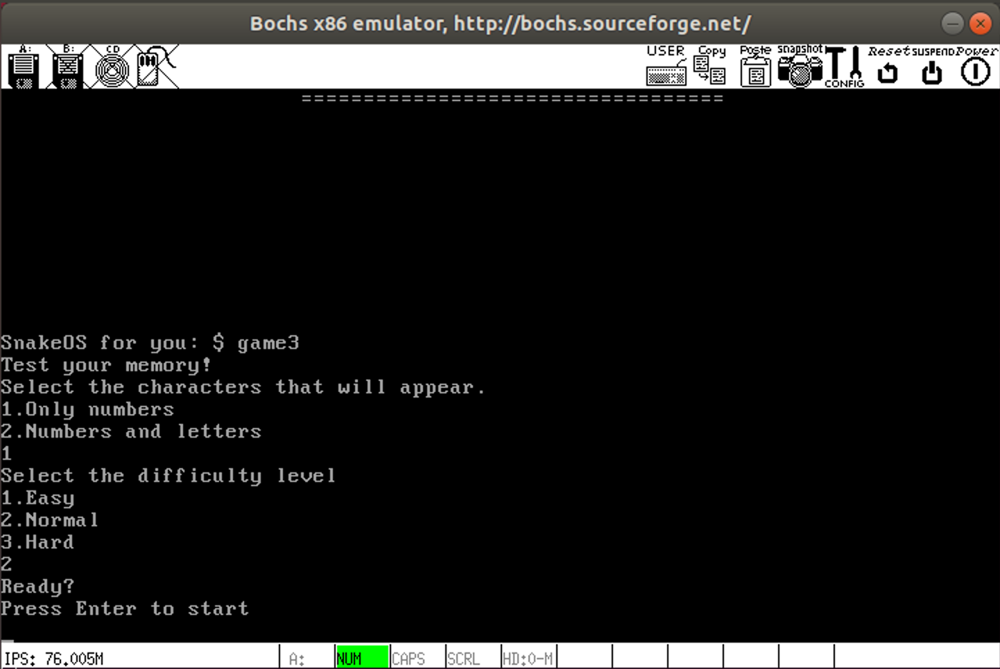 Bochs x86 emulator, http://bochs.sourceforge.net/
A: B: CD USER Copy Paste snapshot CONFIG Reset SUSPEND Power
==================================
SnakeOS for you: $ game3
Test your memory!
Select the characters that will appear.
1.Only numbers
2.Numbers and letters
1
Select the difficulty level
1.Easy
2.Normal
3.Hard
2
Ready?
Press Enter to start
IPS: 76.005M A: NUM CAPS SCRL HD:0-M